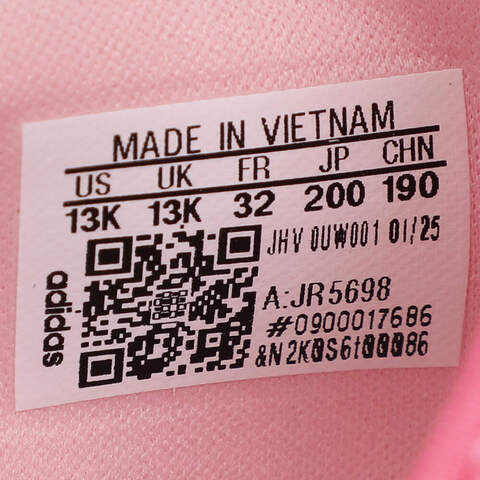 MADE IN VIETNAM
US UK FR JP CHN
13K 13K 32 200 190
JHV 0UW001 01/25
adidas
A:JR5698
#0900017686